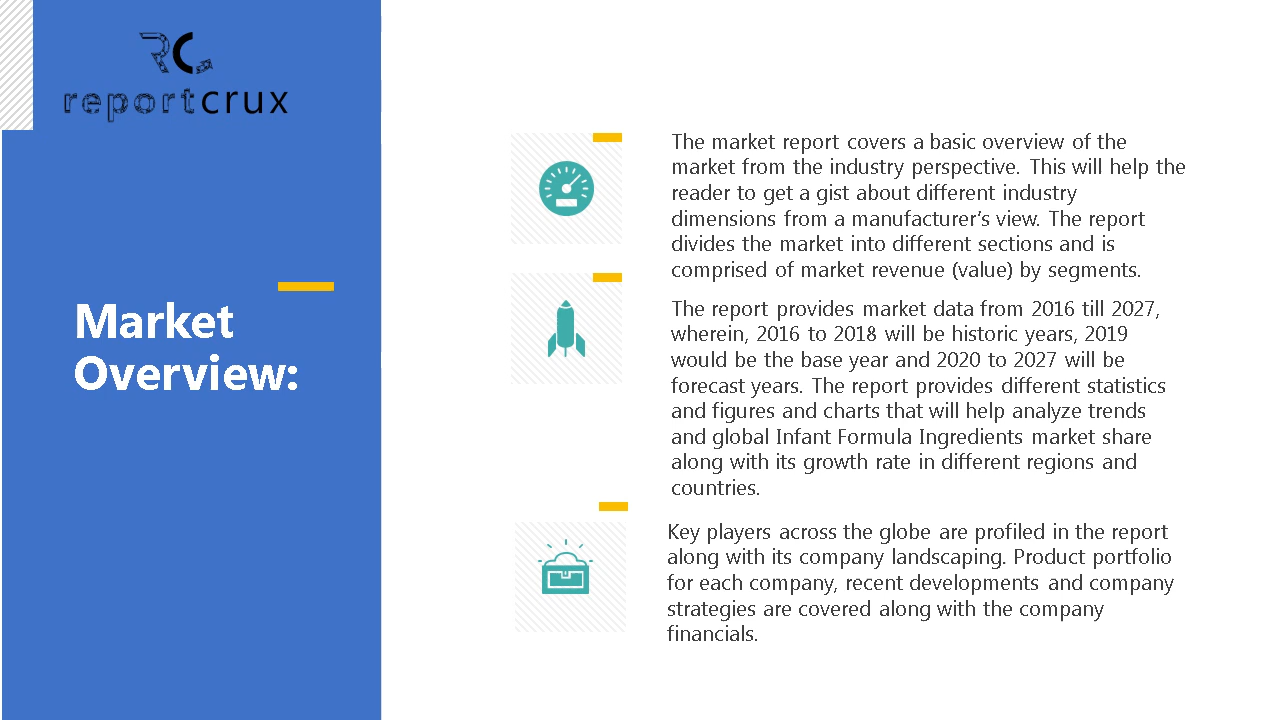 RC
reportcrux
Market
Overview:
The market report covers a basic overview of the
market from the industry perspective. This will help the
reader to get a gist about different industry
dimensions from a manufacturer’s view. The report
divides the market into different sections and is
comprised of market revenue (value) by segments.
The report provides market data from 2016 till 2027,
wherein, 2016 to 2018 will be historic years, 2019
would be the base year and 2020 to 2027 will be
forecast years. The report provides different statistics
and figures and charts that will help analyze trends
and global Infant Formula Ingredients market share
along with its growth rate in different regions and
countries.
Key players across the globe are profiled in the report
along with its company landscaping. Product portfolio
for each company, recent developments and company
strategies are covered along with the company
financials.